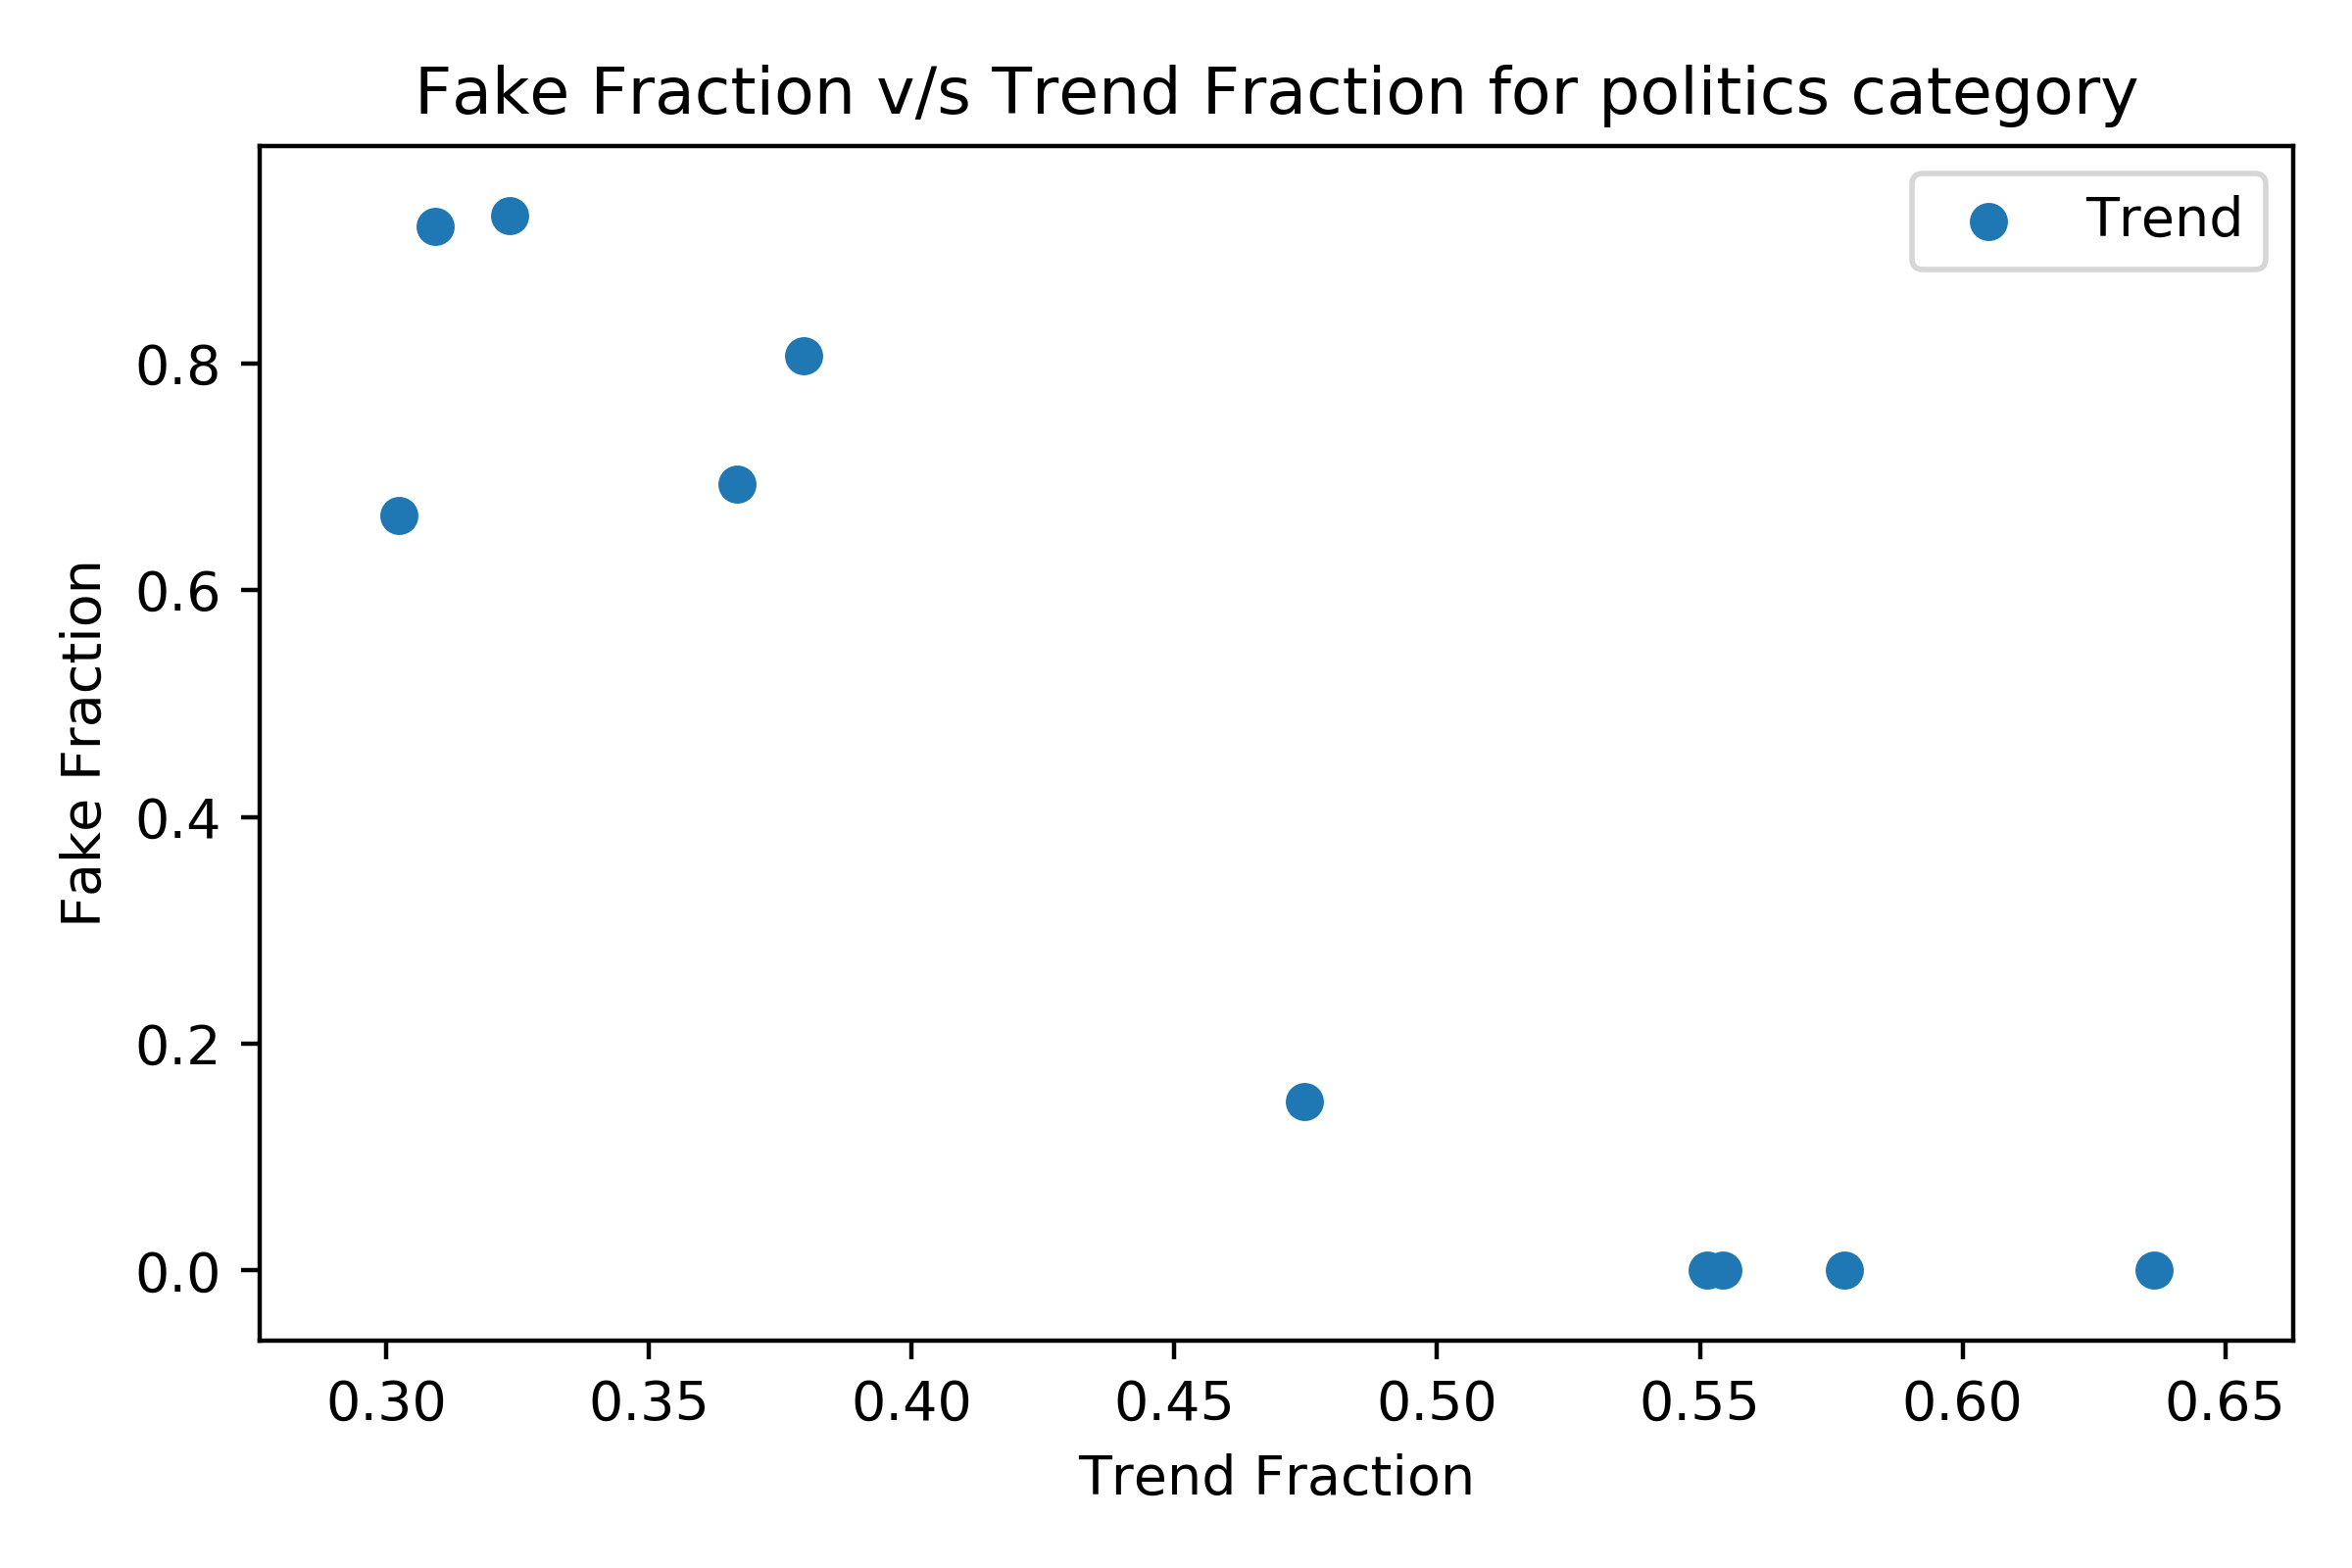 Fake Fraction v/s Trend Fraction for politics category
Trend
Fake Fraction
0.8
0.6
0.4
0.2
0.0
0.30 0.35 0.40 0.45 0.50 0.55 0.60 0.65
Trend Fraction